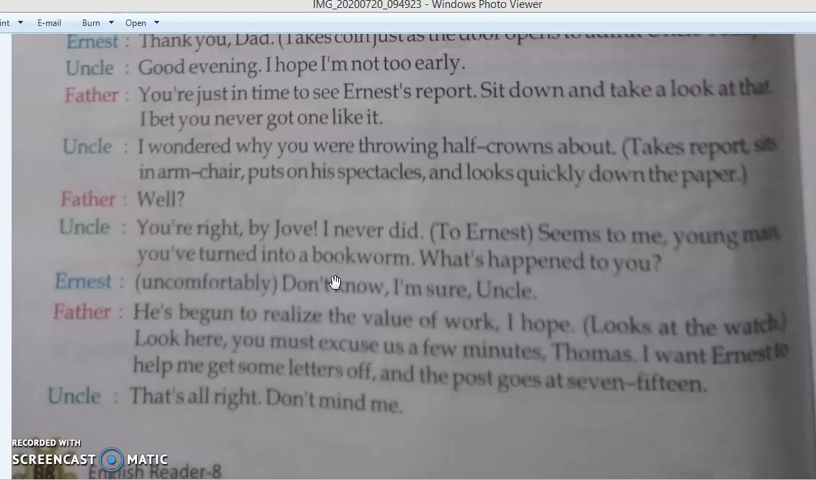 IMG_20200720_094923 - Windows Photo Viewer
int E-mail Burn Open
Ernest : Thank you, Dad. (Takes coin just as the door opens to admit
Uncle : Good evening. I hope I'm not too early.
Father : You're just in time to see Ernest's report. Sit down and take a look at that.
I bet you never got one like it.
Uncle : I wondered why you were throwing half–crowns about. (Takes report, sits
in arm–chair, puts on his spectacles, and looks quickly down the paper.)
Father : Well?
Uncle : You're right, by Jove! I never did. (To Ernest) Seems to me, young man,
you've turned into a bookworm. What's happened to you?
Ernest : (uncomfortably) Don't know, I'm sure, Uncle.
Father : He's begun to realize the value of work, I hope. (Looks at the watch.)
Look here, you must excuse us a few minutes, Thomas. I want Ernest to
help me get some letters off, and the post goes at seven–fifteen.
Uncle : That's all right. Don't mind me.
RECORDED WITH
SCREENCAST MATIC
88 English Reader-8